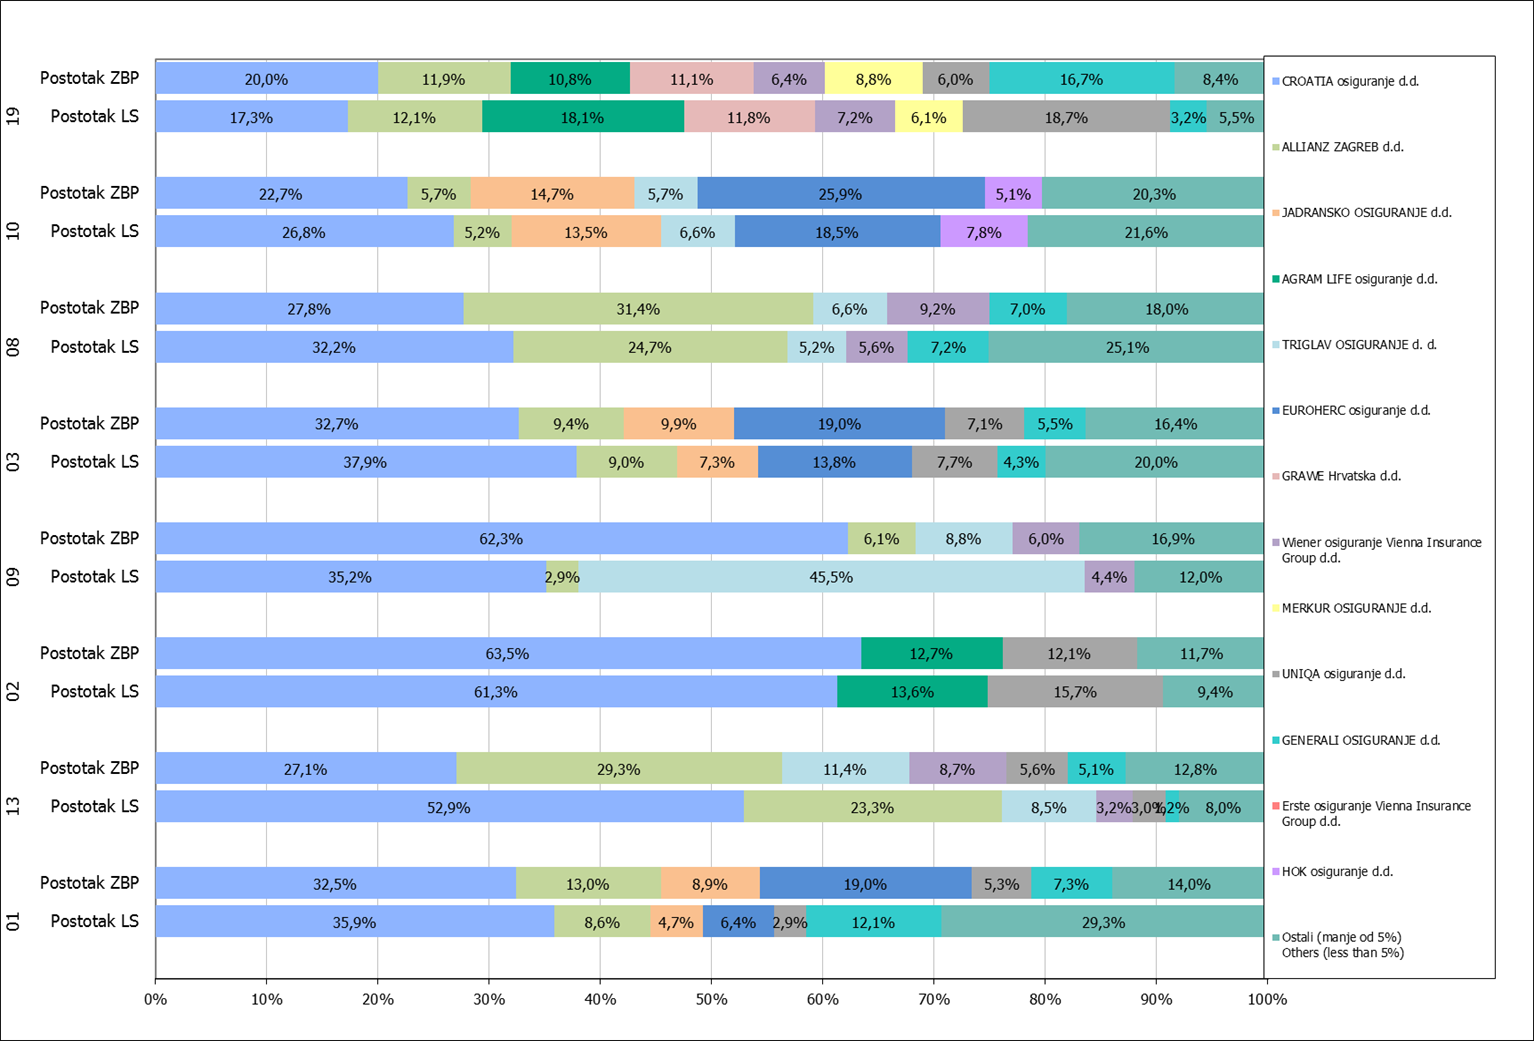 19
Postotak ZBP
20,0% 11,9% 10,8% 11,1% 6,4% 8,8% 6,0% 16,7% 8,4%
Postotak LS
17,3% 12,1% 18,1% 11,8% 7,2% 6,1% 18,7% 3,2% 5,5%
10
Postotak ZBP
22,7% 5,7% 14,7% 5,7% 25,9% 5,1% 20,3%
Postotak LS
26,8% 5,2% 13,5% 6,6% 18,5% 7,8% 21,6%
08
Postotak ZBP
27,8% 31,4% 6,6% 9,2% 7,0% 18,0%
Postotak LS
32,2% 24,7% 5,2% 5,6% 7,2% 25,1%
03
Postotak ZBP
32,7% 9,4% 9,9% 19,0% 7,1% 5,5% 16,4%
Postotak LS
37,9% 9,0% 7,3% 13,8% 7,7% 4,3% 20,0%
09
Postotak ZBP
62,3% 6,1% 8,8% 6,0% 16,9%
Postotak LS
35,2% 2,9% 45,5% 4,4% 12,0%
02
Postotak ZBP
63,5% 12,7% 12,1% 11,7%
Postotak LS
61,3% 13,6% 15,7% 9,4%
13
Postotak ZBP
27,1% 29,3% 11,4% 8,7% 5,6% 5,1% 12,8%
Postotak LS
52,9% 23,3% 8,5% 3,2% 3,0% 8,0%
01
Postotak ZBP
32,5% 13,0% 8,9% 19,0% 5,3% 7,3% 14,0%
Postotak LS
35,9% 8,6% 4,7% 6,4% 2,9% 12,1% 29,3%
0% 10% 20% 30% 40% 50% 60% 70% 80% 90% 100%
CROATIA osiguranje d.d.
ALLIANZ ZAGREB d.d.
JADRANSKO OSIGURANJE d.d.
AGRAM LIFE osiguranje d.d.
TRIGLAV OSIGURANJE d. d.
EUROHERC osiguranje d.d.
GRAWE Hrvatska d.d.
Wiener osiguranje Vienna Insurance
Group d.d.
MERKUR OSIGURANJE d.d.
UNIQA osiguranje d.d.
GENERALI OSIGURANJE d.d.
Erste osiguranje Vienna Insurance
Group d.d.
HOK osiguranje d.d.
Ostali (manje od 5%)
Others (less than 5%)